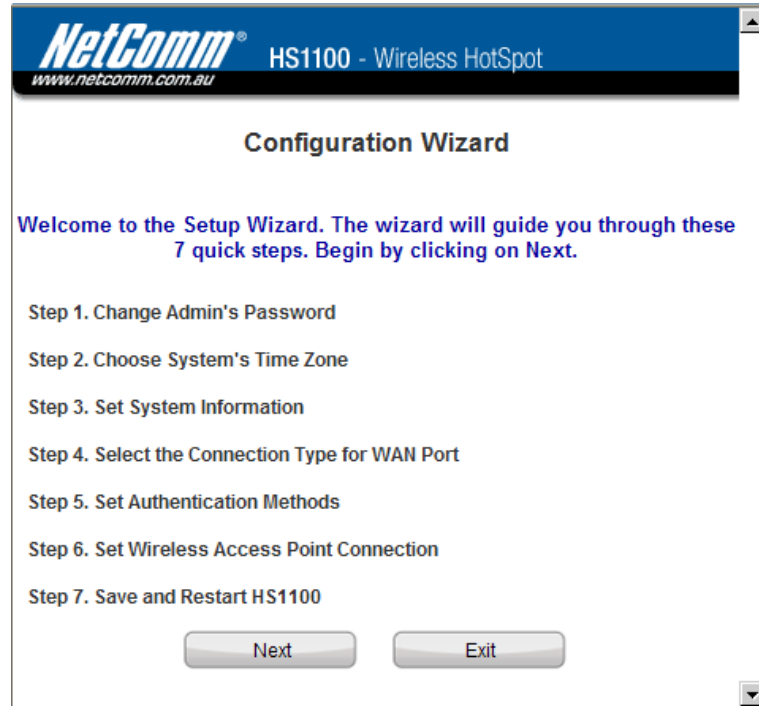 NetComm®
HS1100 - Wireless HotSpot
www.netcomm.com.au
Configuration Wizard
Welcome to the Setup Wizard. The wizard will guide you through these
7 quick steps. Begin by clicking on Next.
Step 1. Change Admin's Password
Step 2. Choose System's Time Zone
Step 3. Set System Information
Step 4. Select the Connection Type for WAN Port
Step 5. Set Authentication Methods
Step 6. Set Wireless Access Point Connection
Step 7. Save and Restart HS1100
Next
Exit